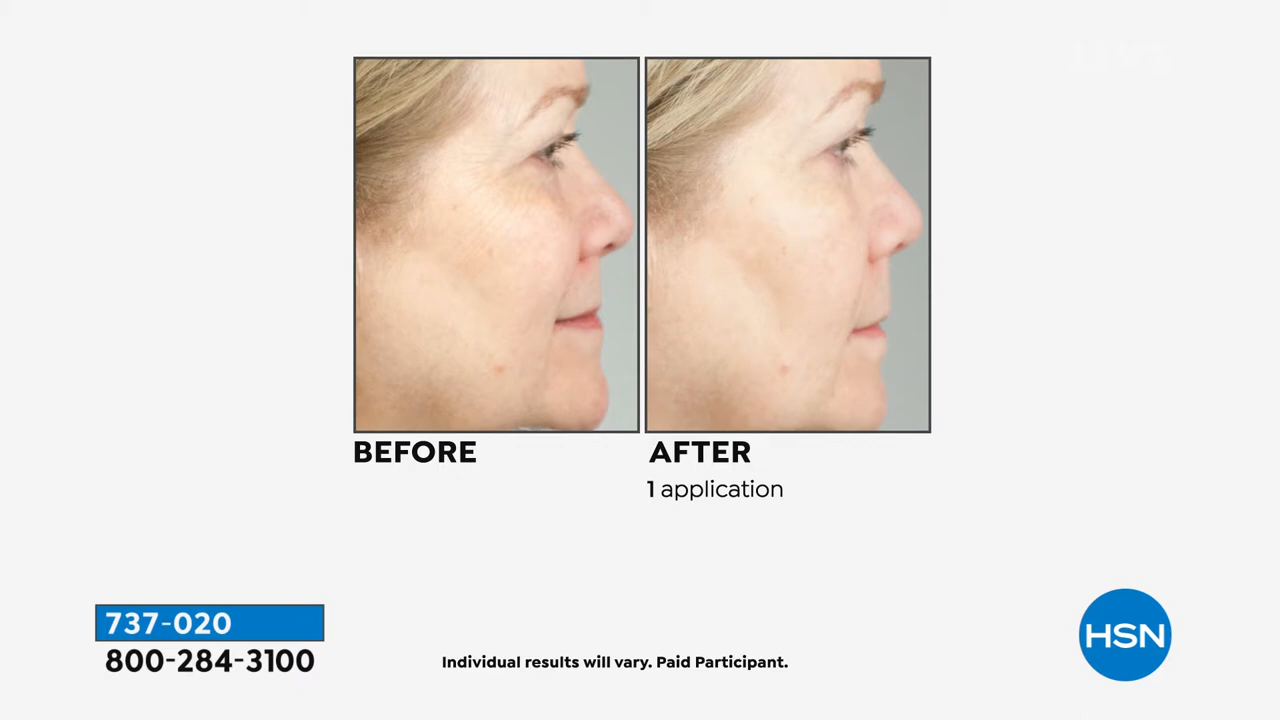 BEFORE
AFTER
1 application
737-020
800-284-3100
Individual results will vary. Paid Participant.
HSN